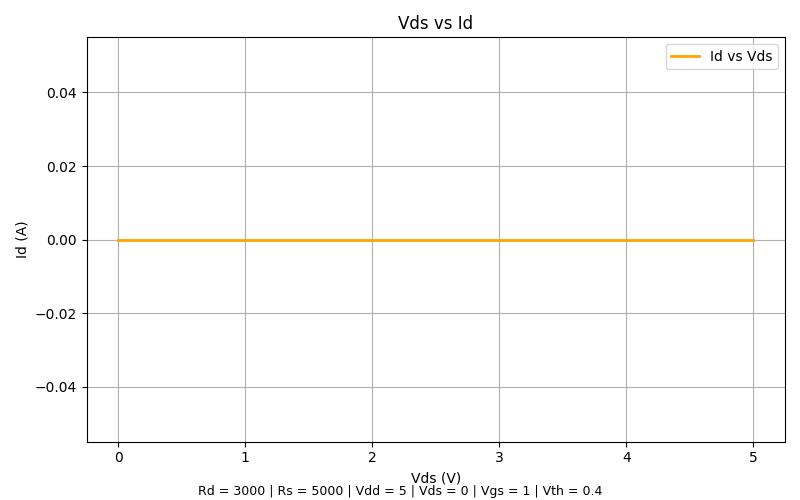 Vds vs Id
Id vs Vds
0.04
0.02
0.00
−0.02
−0.04
Id (A)
0 1 2 3 4 5
Vds (V)
Rd = 3000 | Rs = 5000 | Vdd = 5 | Vds = 0 | Vgs = 1 | Vth = 0.4